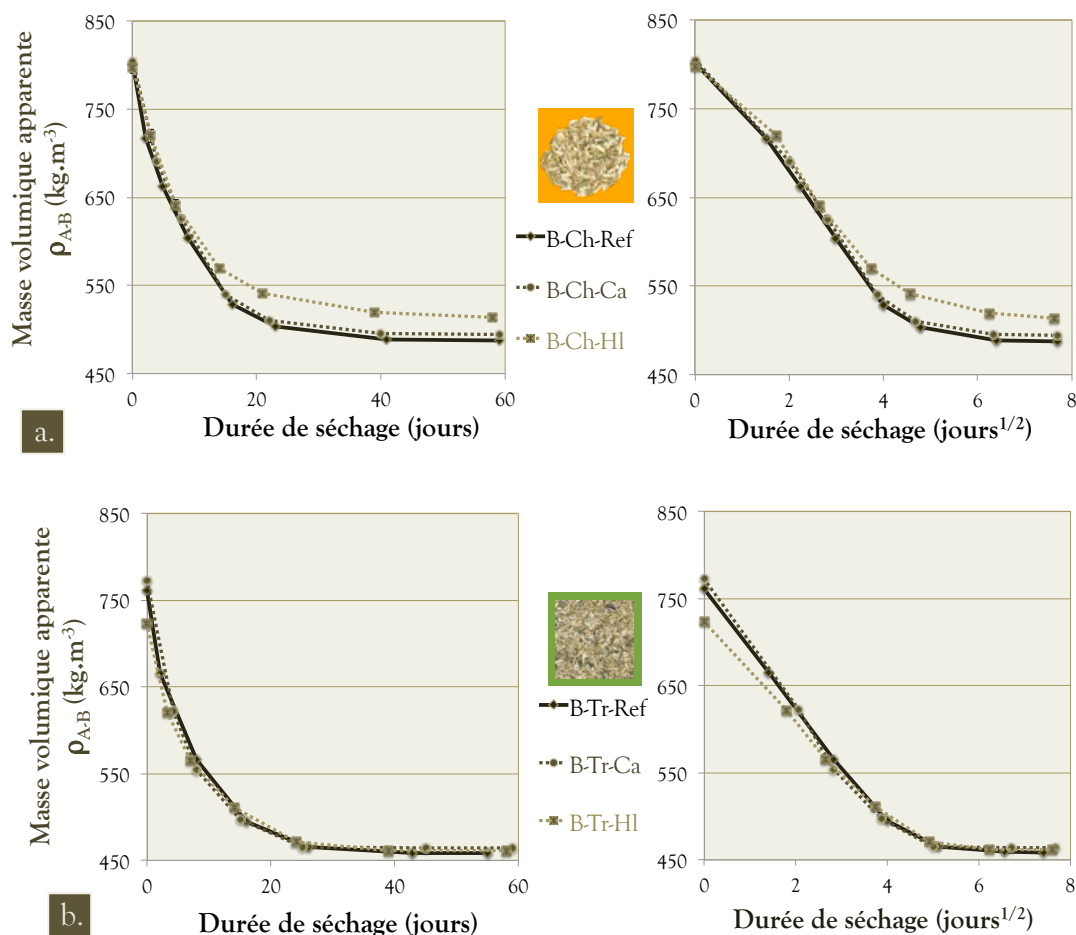 850
750
650
550
450
0
20
40
60
Masse volumique apparente
ρA-B (kg.m-3)
Durée de séchage (jours)
a.
B-Ch-Ref
B-Ch-Ca
B-Ch-Hl
850
750
650
550
450
0
2
4
6
8
Durée de séchage (jours1/2)
850
750
650
550
450
0
20
40
60
Masse volumique apparente
ρA-B (kg.m-3)
Durée de séchage (jours)
b.
B-Tr-Ref
B-Tr-Ca
B-Tr-Hl
850
750
650
550
450
0
2
4
6
8
Durée de séchage (jours1/2)